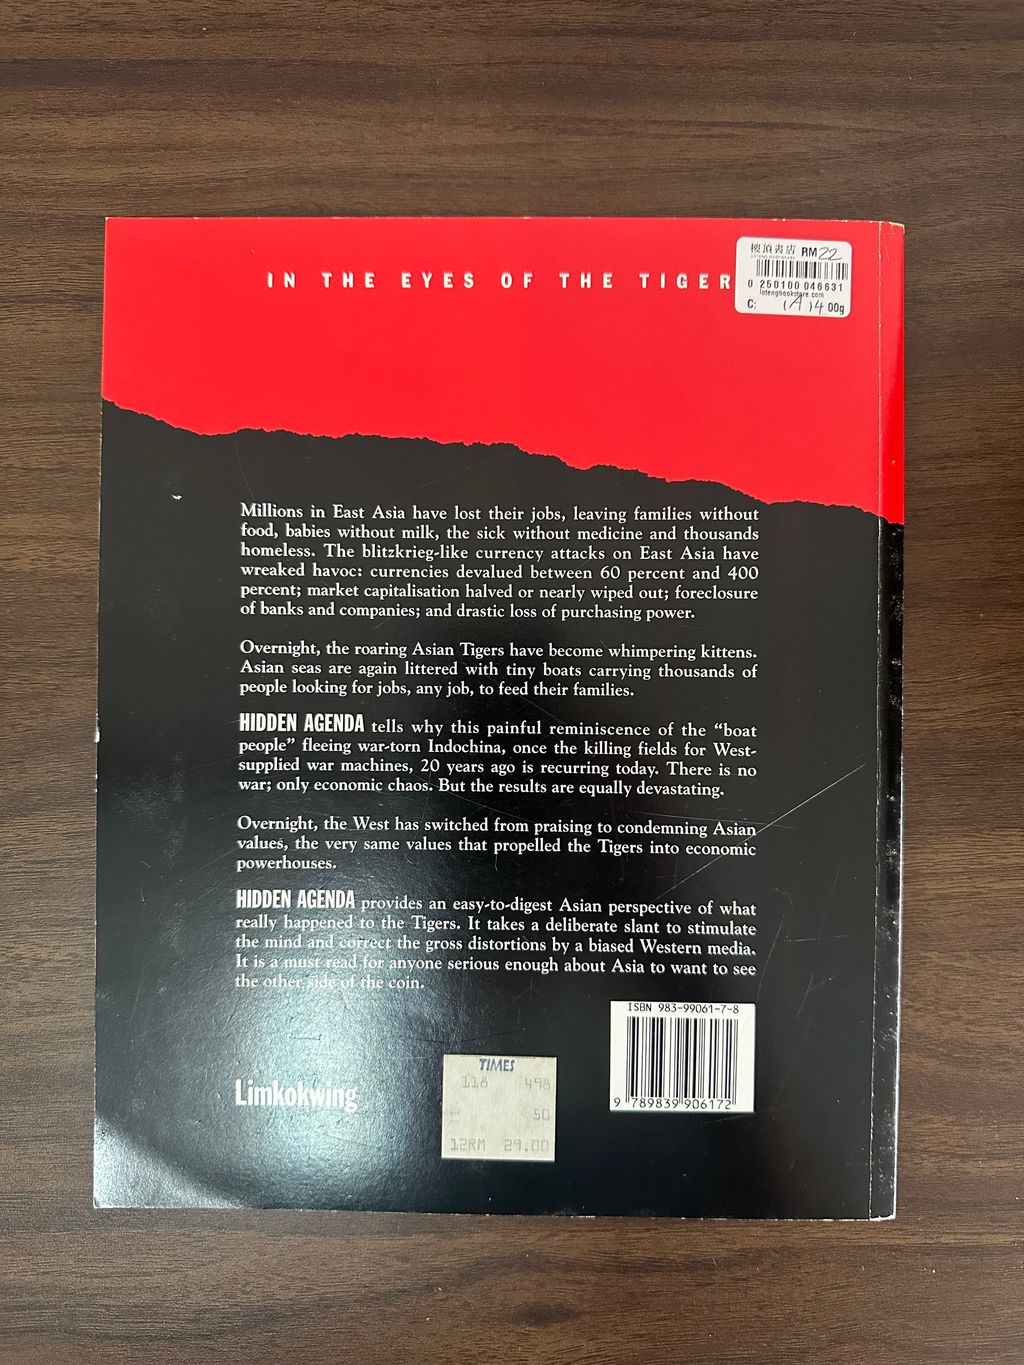 IN THE EYES OF THE TIGER
樓頂書店 RM22
0 250100 046631
lotengbookstore.com
C: (A)400g
Millions in East Asia have lost their jobs, leaving families without
food, babies without milk, the sick without medicine and thousands
homeless. The blitzkrieg-like currency attacks on East Asia have
wreaked havoc: currencies devalued between 60 percent and 400
percent; market capitalisation halved or nearly wiped out; foreclosure
of banks and companies; and drastic loss of purchasing power.
Overnight, the roaring Asian Tigers have become whimpering kittens.
Asian seas are again littered with tiny boats carrying thousands of
people looking for jobs, any job, to feed their families.
HIDDEN AGENDA tells why this painful reminiscence of the “boat
people” fleeing war-torn Indochina, once the killing fields for West-
supplied war machines, 20 years ago is recurring today. There is no
war; only economic chaos. But the results are equally devastating.
Overnight, the West has switched from praising to condemning Asian
values, the very same values that propelled the Tigers into economic
powerhouses.
HIDDEN AGENDA provides an easy-to-digest Asian perspective of what
really happened to the Tigers. It takes a deliberate slant to stimulate
the mind and correct the gross distortions by a biased Western media.
It is a must read for anyone serious enough about Asia to want to see
the other side of the coin.
ISBN 983-99061-7-8
9 789839 906172
Limkokwing
TIMES
116 498
50
12RM 29.00